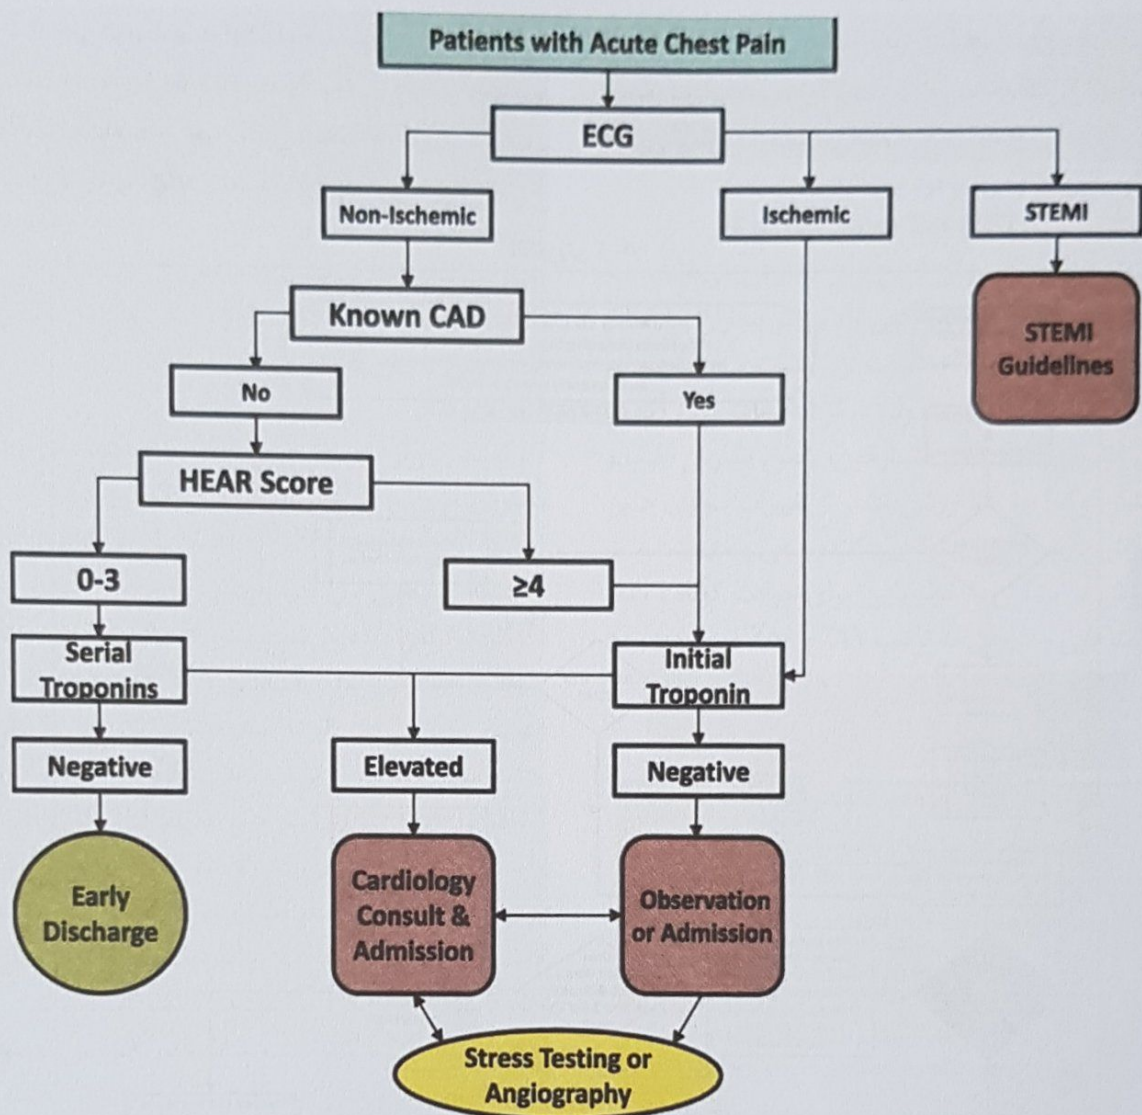 Patients with Acute Chest Pain
ECG
Non-Ischemic
Ischemic
STEMI
Known CAD
STEMI
Guidelines
No
Yes
HEAR Score
0-3
≥4
Serial
Troponins
Initial
Troponin
Negative
Elevated
Negative
Early
Discharge
Cardiology
Consult &
Admission
Observation
or Admission
Stress Testing or
Angiography